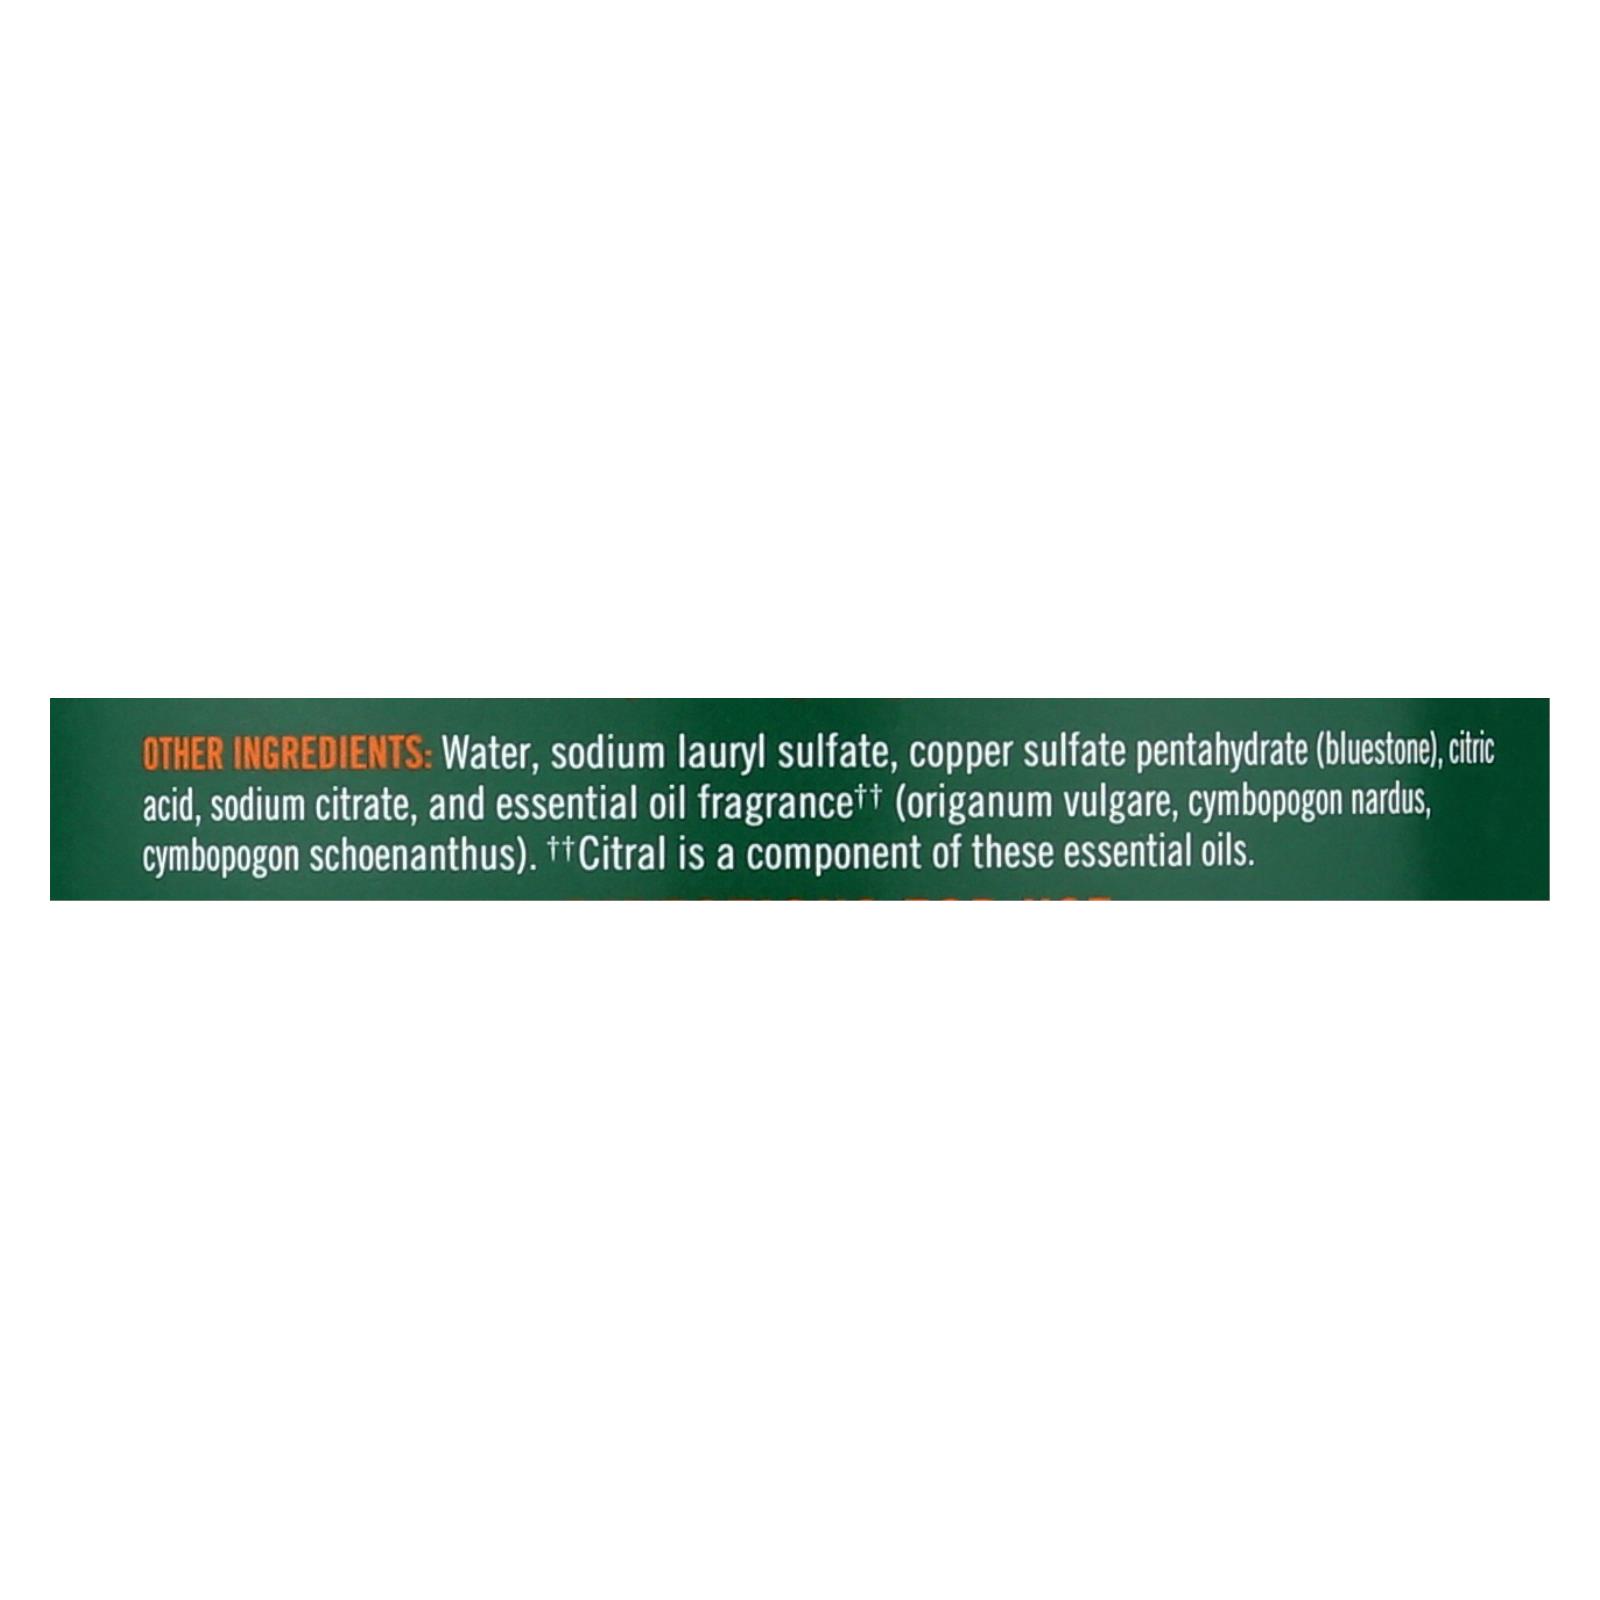 OTHER INGREDIENTS: Water, sodium lauryl sulfate, copper sulfate pentahydrate (bluestone), citric
acid, sodium citrate, and essential oil fragrance†† (origanum vulgare, cymbopogon nardus,
cymbopogon schoenanthus). ††Citral is a component of these essential oils.